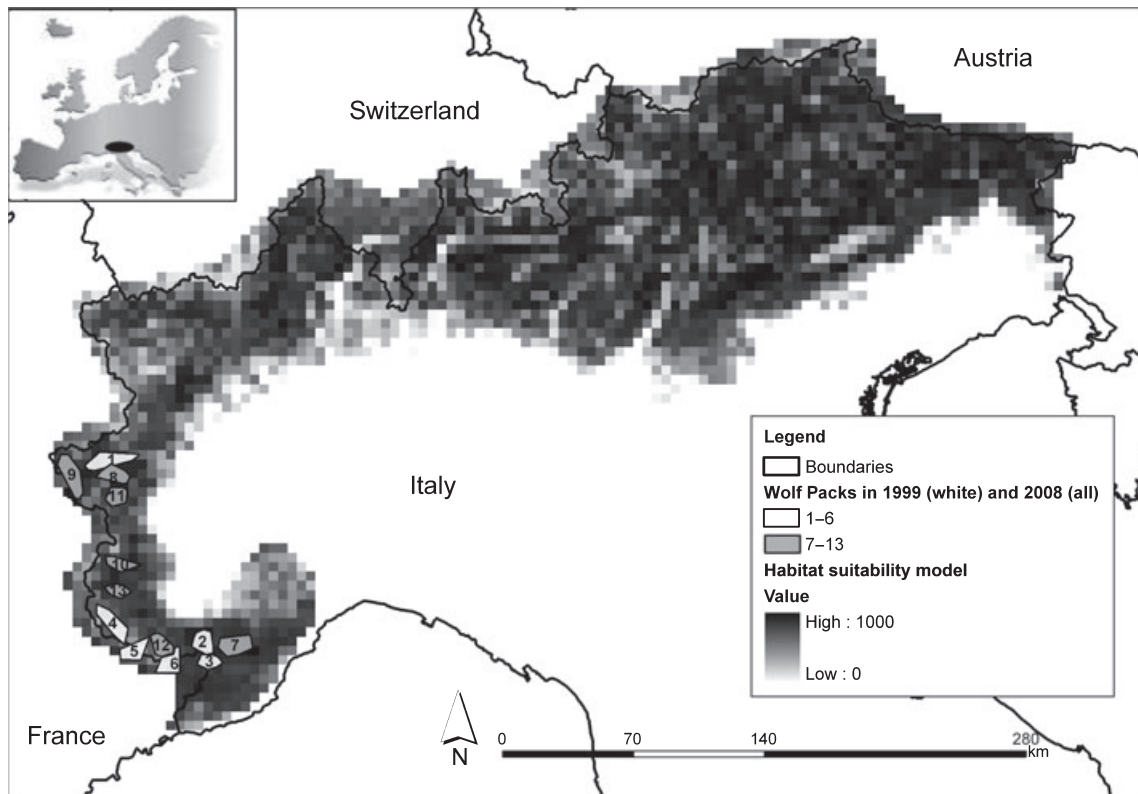 Austria
Switzerland
Italy
France
1
9
8
11
10
13
4
5
12
6
2
3
7
Legend
Boundaries
Wolf Packs in 1999 (white) and 2008 (all)
1–6
7–13
Habitat suitability model
Value
High : 1000
Low : 0
N
0 70 140 280
km